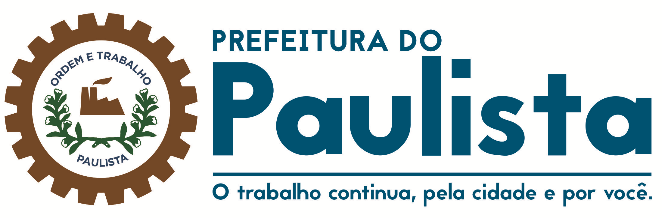 ORDEM E TRABALHO
PAULISTA
PREFEITURA DO
Paulista
O trabalho continua, pela cidade e por você.